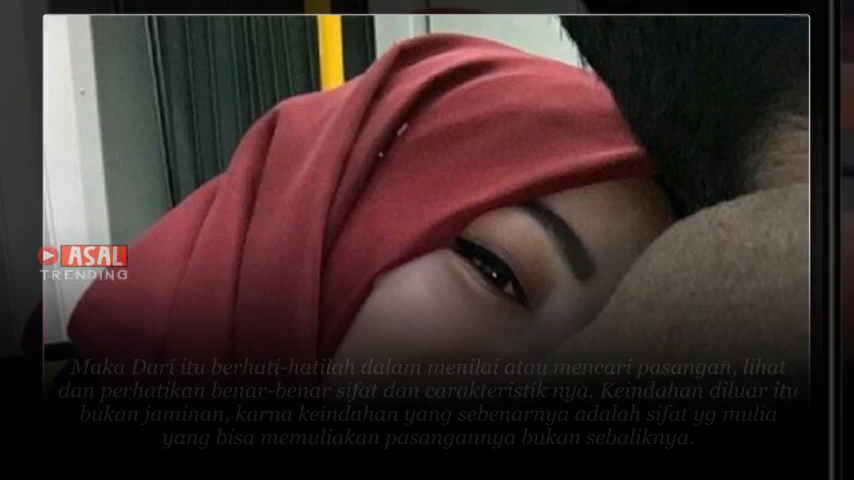 ASAL
TRENDING
Maka Dari itu berhati-hatilah dalam menilai atau mencari pasangan, lihat
dan perhatikan benar-benar sifat dan carakteristik nya. Keindahan diluar itu
bukan jaminan, karna keindahan yang sebenarnya adalah sifat yg mulia
yang bisa memuliakan pasangannya bukan sebaliknya.